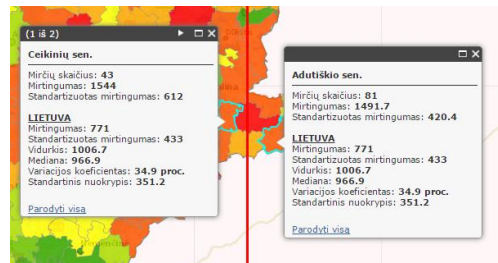 (1 iš 2)
Ceikinių sen.
Mirčių skaičius: 43
Mirtingumas: 1544
Standartizuotas mirtingumas: 612
LIETUVA
Mirtingumas: 771
Standartizuotas mirtingumas: 433
Vidurkis: 1006.7
Mediana: 966.9
Variacijos koeficientas: 34.9 proc.
Standartinis nuokrypis: 351.2
Parodyti visą
Adutiškio sen.
Mirčių skaičius: 81
Mirtingumas: 1491.7
Standartizuotas mirtingumas: 420.4
LIETUVA
Mirtingumas: 771
Standartizuotas mirtingumas: 433
Vidurkis: 1006.7
Mediana: 966.9
Variacijos koeficientas: 34.9 proc.
Standartinis nuokrypis: 351.2
Parodyti visą